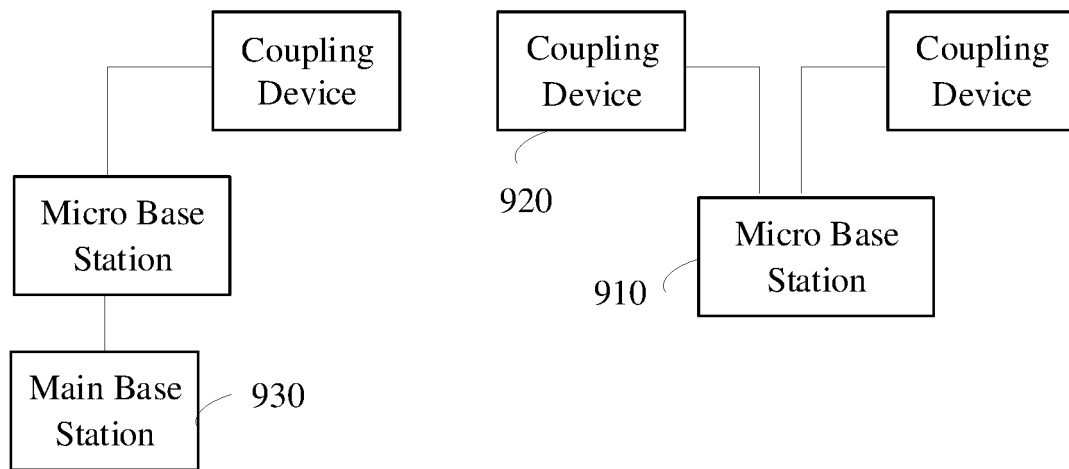 Coupling
Device
Coupling
Device
Coupling
Device
920
Micro Base
Station
Micro Base
Station
910
Main Base
Station
930